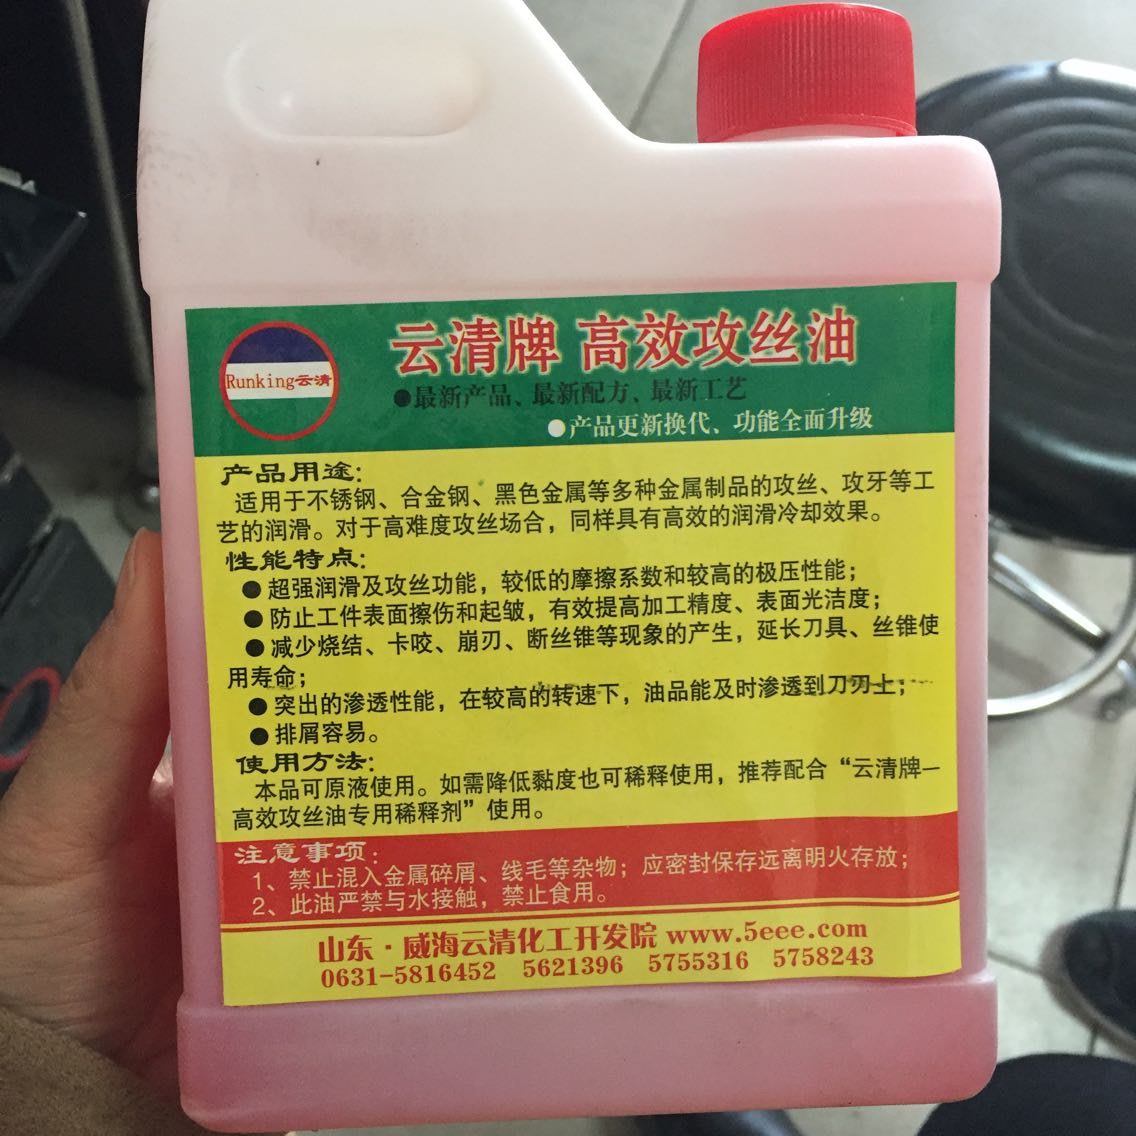 Runking云清
云清牌 高效攻丝油
●最新产品、最新配方、最新工艺
●产品更新换代、功能全面升级
产品用途：
适用于不锈钢、合金钢、黑色金属等多种金属制品的攻丝、攻牙等工
艺的润滑。对于高难度攻丝场合，同样具有高效的润滑冷却效果。
性能特点：
●超强润滑及攻丝功能，较低的摩擦系数和较高的极压性能；
●防止工件表面擦伤和起皱，有效提高加工精度、表面光洁度；
●减少烧结、卡咬、崩刃、断丝锥等现象的产生，延长刀具、丝锥使
用寿命；
●突出的渗透性能，在较高的转速下，油品能及时渗透到刀刃上；
●排屑容易。
使用方法：
本品可原液使用。如需降低黏度也可稀释使用，推荐配合“云清牌—
高效攻丝油专用稀释剂”使用。
注意事项：
1、禁止混入金属碎屑、线毛等杂物；应密封保存远离明火存放；
2、此油严禁与水接触，禁止食用。
山东·威海云清化工开发院 www.5eee.com
0631-5816452 5621396 5755316 5758243